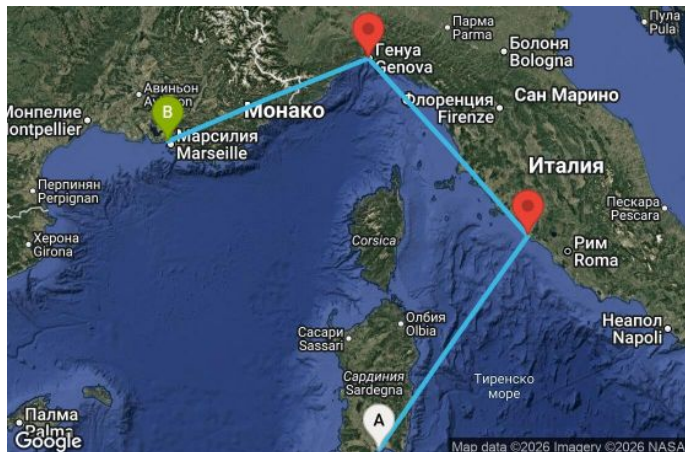 Парма
Parma
Пула
Pula
Генуа
Genova
Болоня
Bologna
Авиньон
B
Монако
Флоренция
Firenze
Сан Марино
Монпелие
Montpellier
Марсилия
Marseille
Италия
Перпинян
Perpignan
Пескара
Pescara
Херона
Girona
Corsica
Рим
Roma
Олбия
Olbia
Сасари
Sassari
Неапол
Napoli
Сардиния
Sardegna
Тиренско
море
A
Палма
Palma
Google
Map data ©2026 Imagery ©2026 NASA